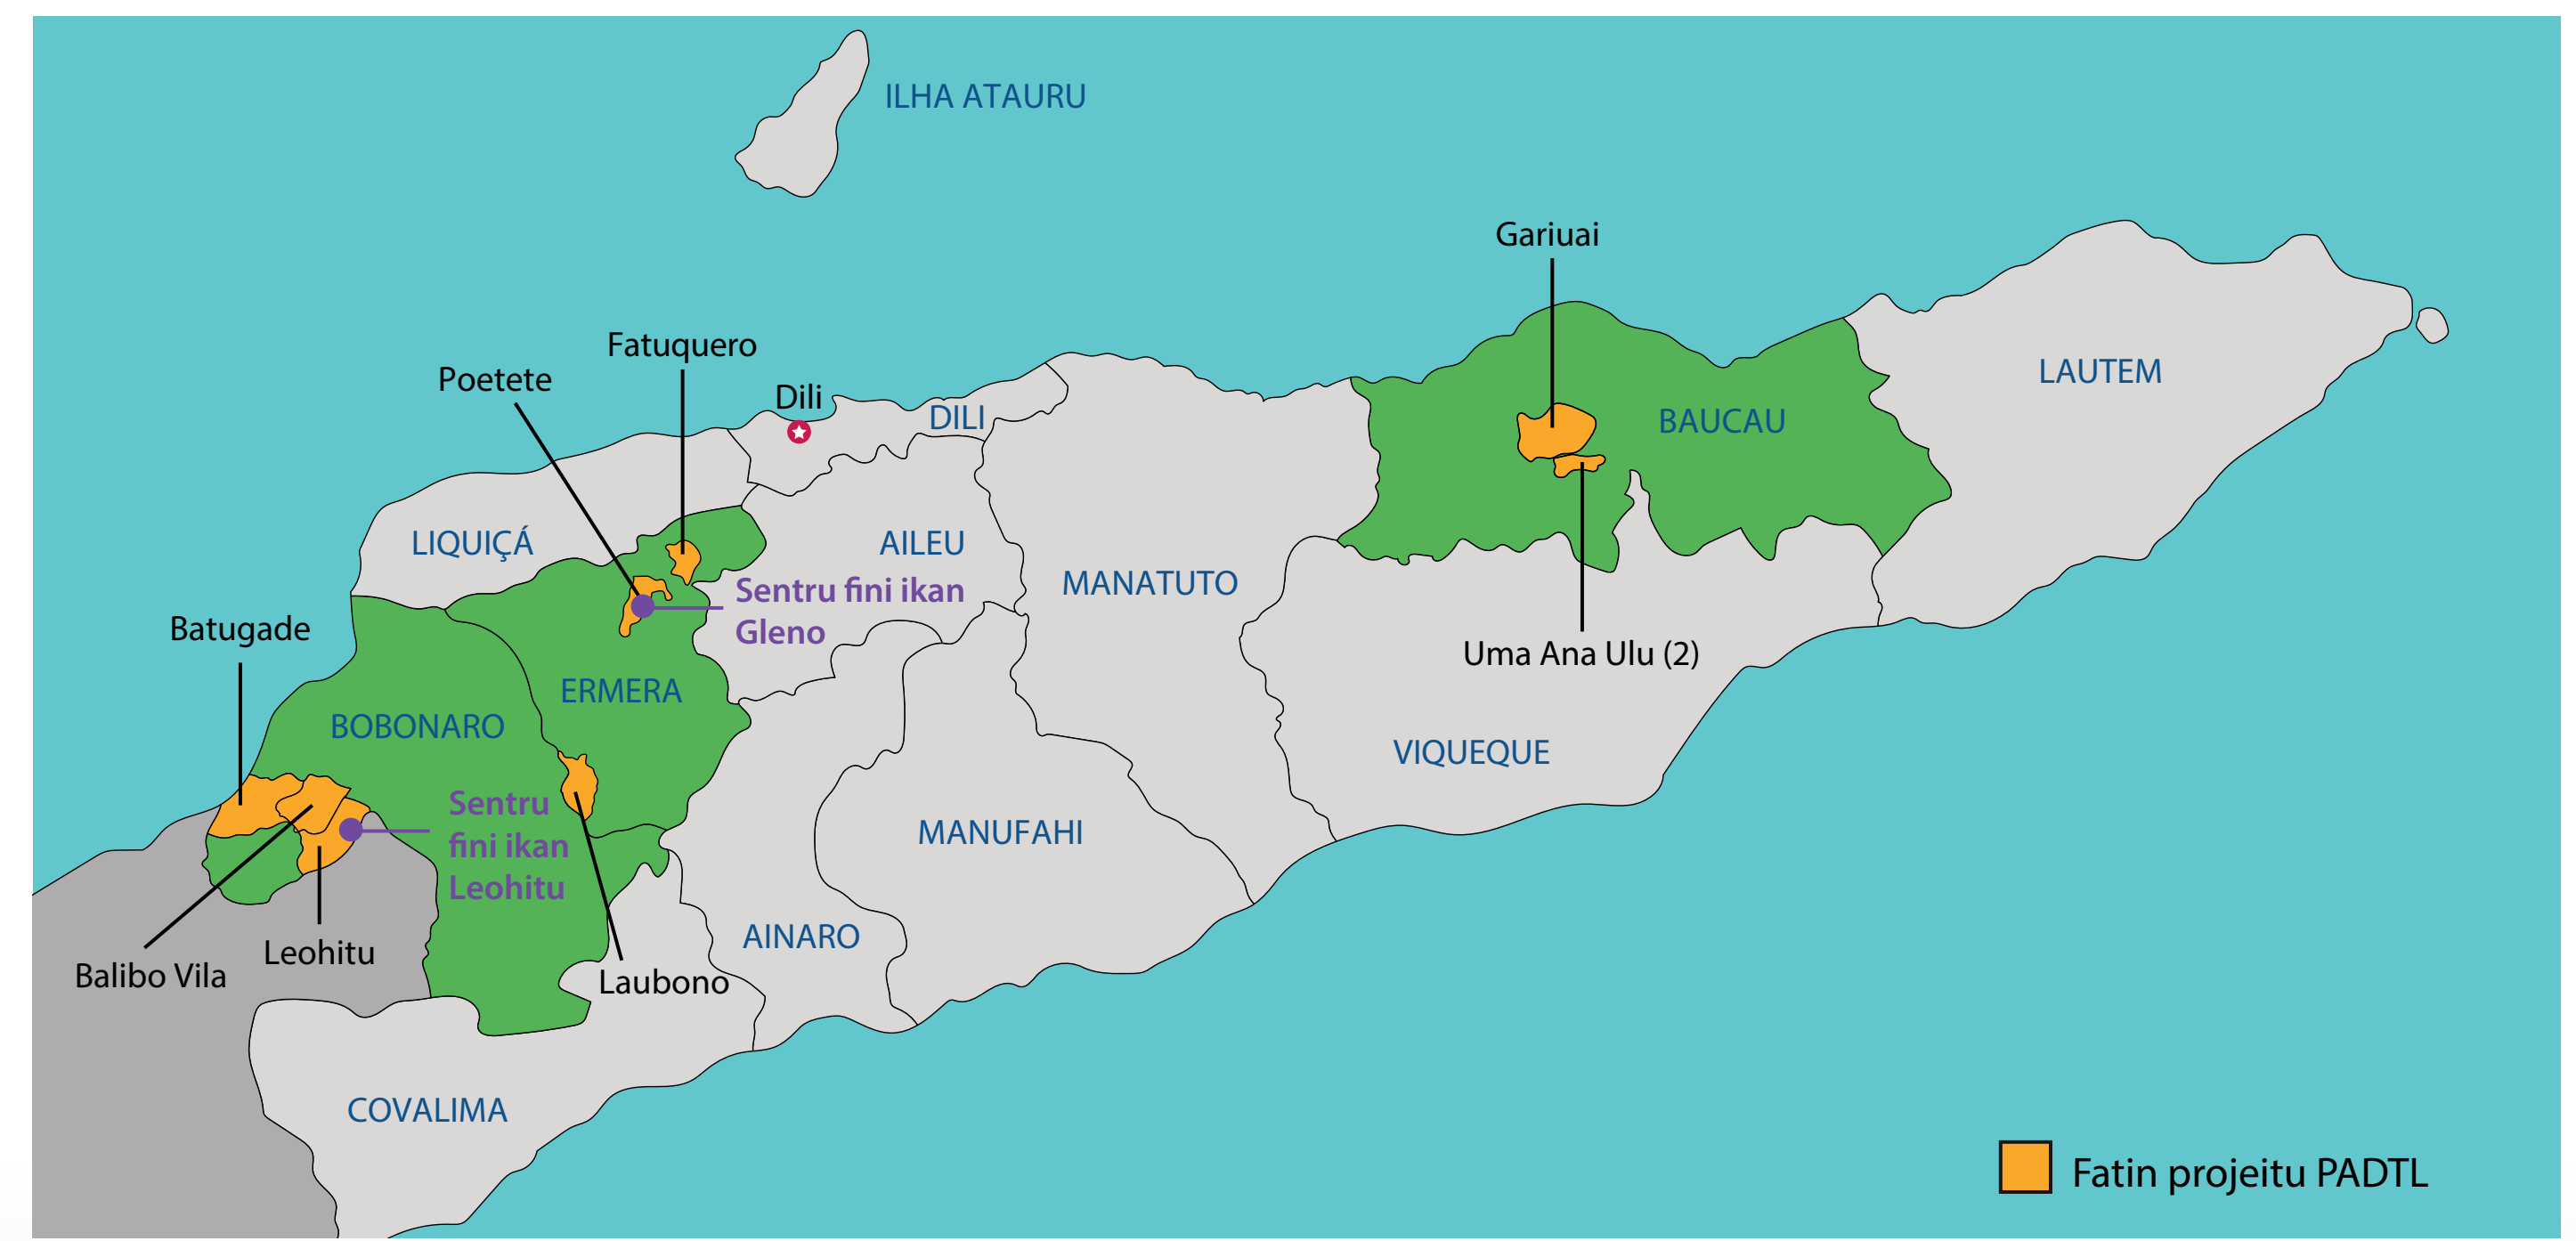 ILHA ATAURU
Gariuai
Fatuquero
Poetete
Dili
DILI
LAUTEM
BAUCAU
LIQUIÇÁ
AILEU
MANATUTO
Sentru fini ikan
Gleno
Batugade
Uma Ana Ulu (2)
ERMERA
BOBONARO
VIQUEQUE
Sentru
fini ikan
Leohitu
MANUFAHI
AINARO
Leohitu
Balibo Vila
Laubono
COVALIMA
Fatin projeitu PADTL